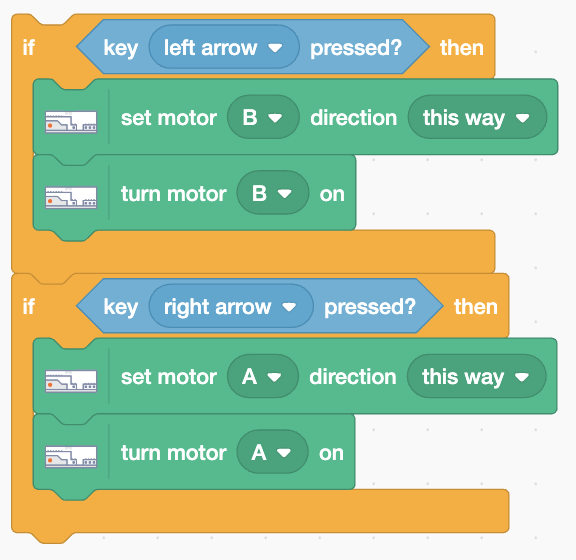 if key left arrow pressed? then
set motor B direction this way
turn motor B on
if key right arrow pressed? then
set motor A direction this way
turn motor A on